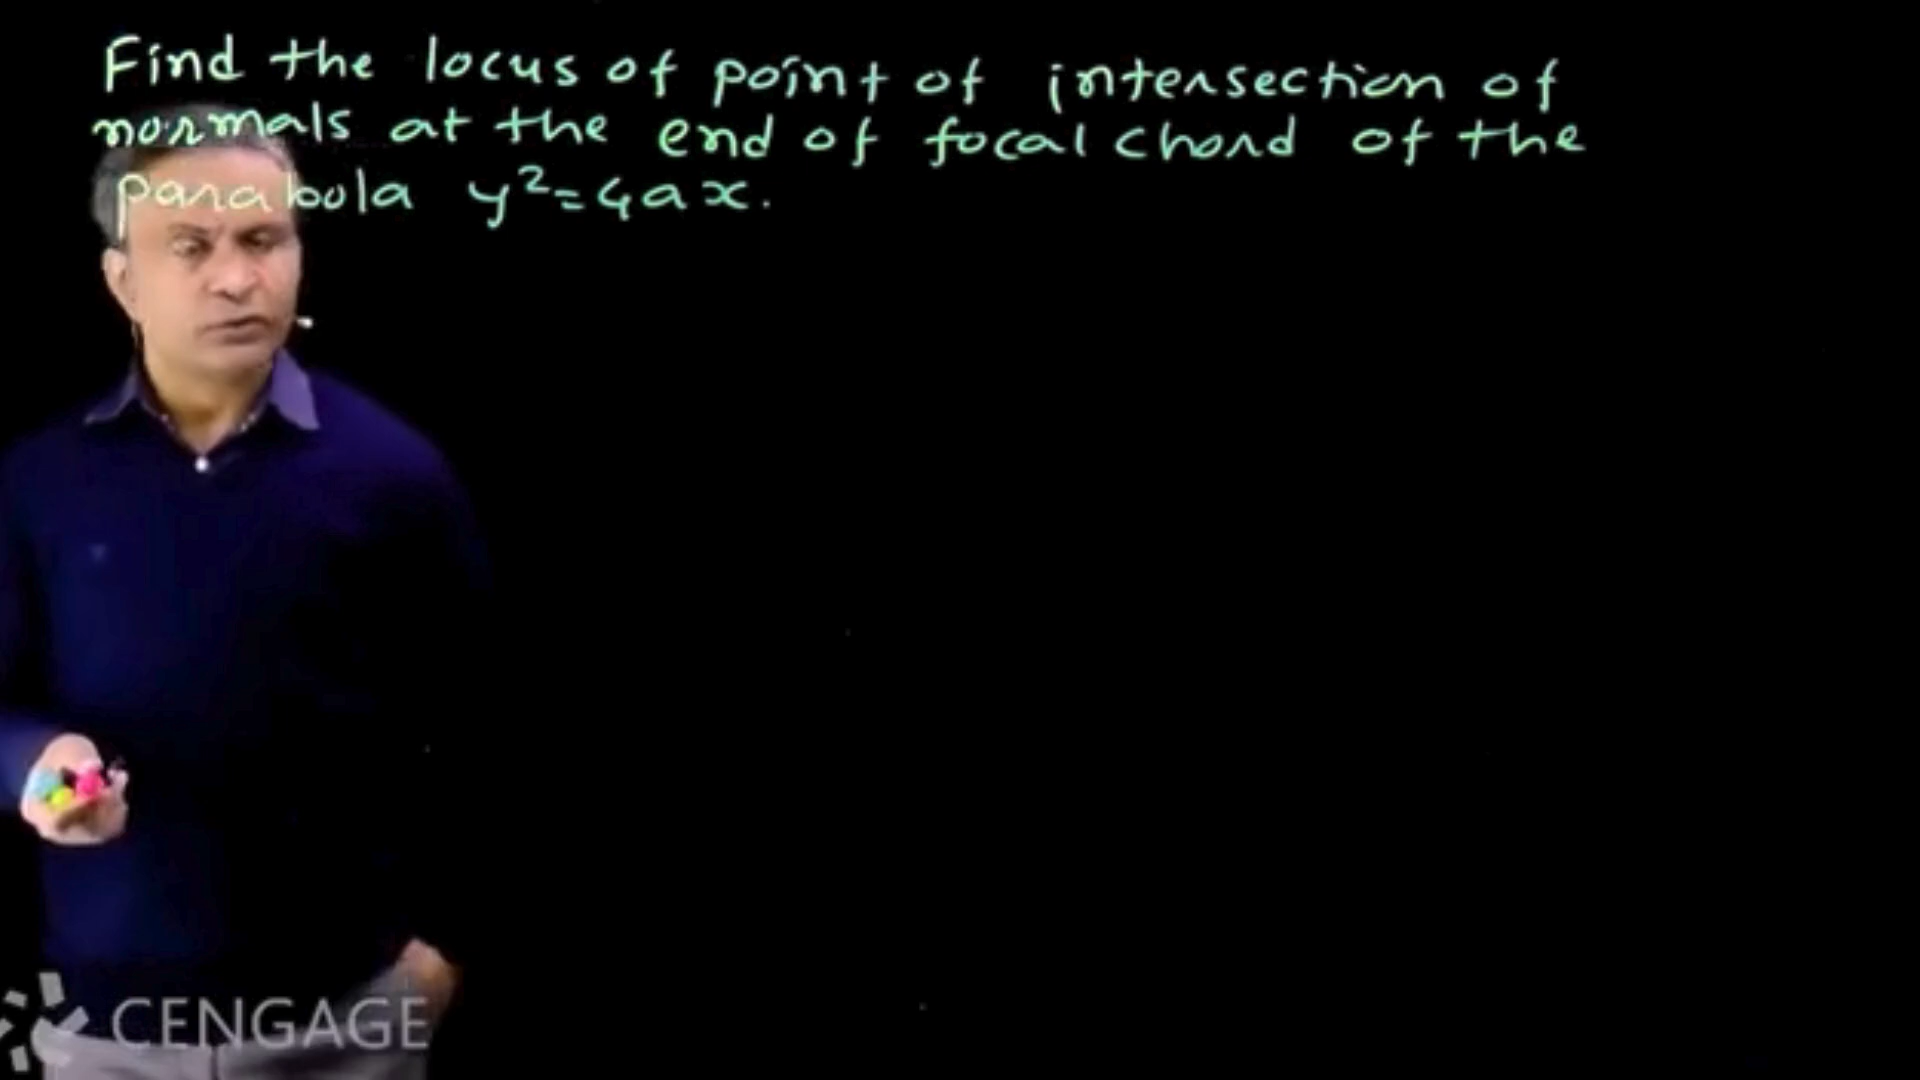 Find the locus of point of intersection of
normals at the end of focal chord of the
parabola y²=4ax.
CENGAGE